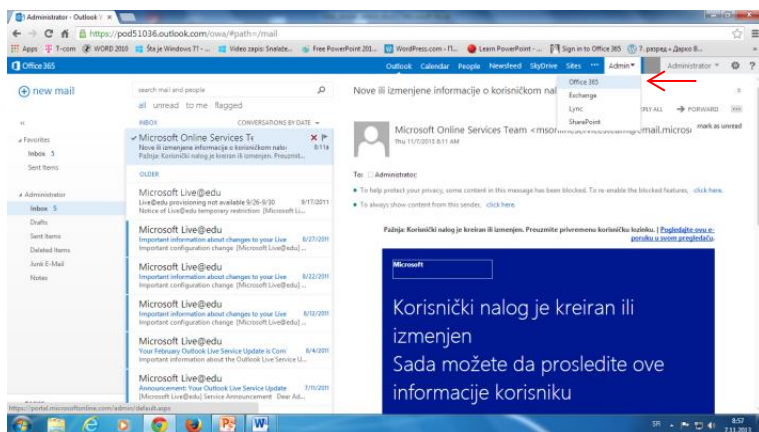 Administrator - Outlook
https://pod51036.outlook.com/owa/#path=/mail
Apps T-com WORD 2010 Šta je Windows 7! - ... Video zapis: Snalaže... Free PowerPoint 201... WordPress.com › П... Learn PowerPoint - ... Sign in to Office 365 7. разред « Дарко В...
Office 365 Outlook Calendar People Newsfeed SkyDrive Sites ··· Admin Administrator ?
Office 365
Exchange
Lync
SharePoint
new mail
search mail and people
all unread to me flagged
INBOX CONVERSATIONS BY DATE
Favorites
Inbox 5
Sent Items
Administrator
Inbox 5
Drafts
Sent Items
Deleted Items
Junk E-Mail
Notes
Microsoft Online Services Te
Nove ili izmenjene informacije o korisničkom nalo 8:11a
Pažnja: Korisnički nalog je kreiran ili izmenjen. Preuzmit...
OLDER
Microsoft Live@edu
Live@edu provisioning not available 9/26-9/30 9/17/2011
Notice of Live@edu temporary restriction [Microsoft Li...
Microsoft Live@edu
Important information about changes to your Live 8/27/2011
Important configuration change [Microsoft Live@edu] ...
Microsoft Live@edu
Important information about changes to your Live 8/22/2011
Important configuration change [Microsoft Live@edu] ...
Microsoft Live@edu
Important information about changes to your Live 8/12/2011
Important configuration change [Microsoft Live@edu] ...
Microsoft Live@edu
Your February Outlook Live Service Update is Com 8/4/2011
Important information about the Outlook Live Service U...
Microsoft Live@edu
Announcement: Your Outlook Live Service Update 7/11/2011
[Microsoft Live@edu] Service Announcement Dear Ad...
Nove ili izmenjene informacije o korisničkom nal
PLY ALL FORWARD
mark as unread
Microsoft Online Services Team
Thu 11/7/2013 8:11 AM
To: Administrator;
To help protect your privacy, some content in this message has been blocked. To re-enable the blocked features, click here.
To always show content from this sender, click here.
Pažnja: Korisnički nalog je kreiran ili izmenjen. Preuzmite privremenu korisničku lozinku. | Pogledajte ovu e-
poruku u svom pregledaču.
Microsoft
Korisnički nalog je kreiran ili
izmenjen
Sada možete da prosledite ove
informacije korisniku
https://portal.microsoftonline.com/admin/default.aspx
SR 8:57
7.11.2013